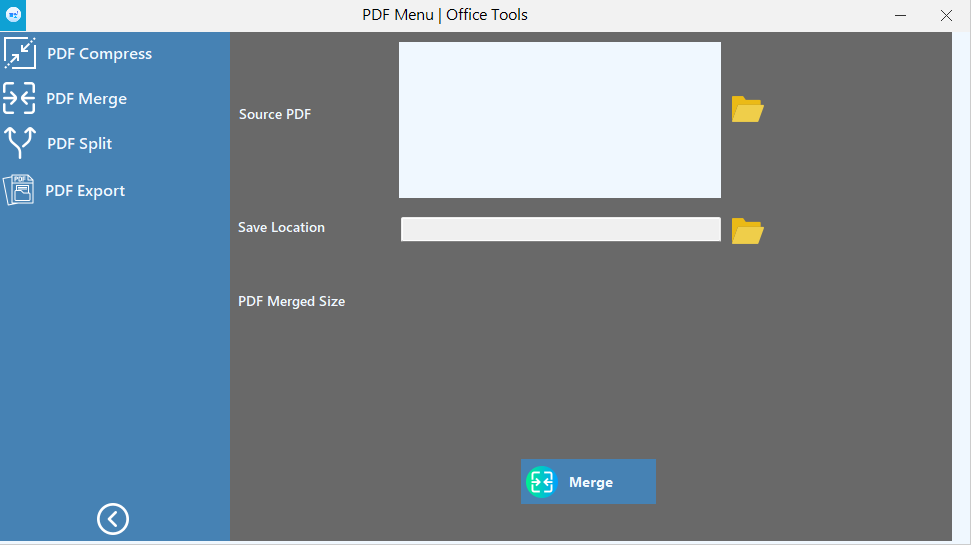 PDF Menu | Office Tools
PDF Compress
PDF Merge
PDF Split
PDF
PDF Export
Source PDF
Save Location
PDF Merged Size
Merge